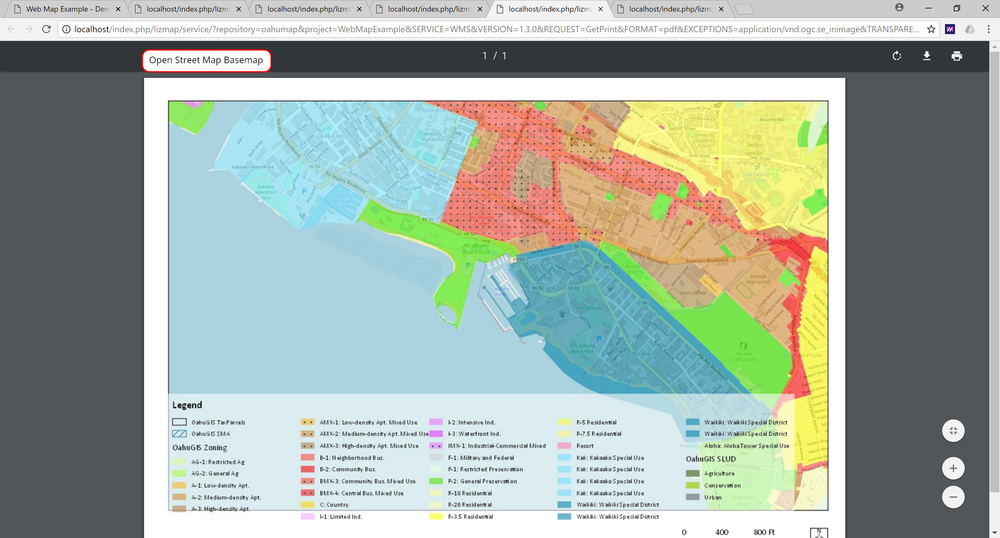 Web Map Example - Den
localhost/index.php/lizm
localhost/index.php/lizm
localhost/index.php/lizm
localhost/index.php/lizm
localhost/index.php/lizm
localhost/index.php/lizmap/service/?repository=oahumap&project=WebMapExample&SERVICE=WMS&VERSION=1.3.0&REQUEST=GetPrint&FORMAT=pdf&EXCEPTIONS=application/vnd.ogc.se_inimage&TRANSPARE...
Open Street Map Basemap
1 / 1
Legend
OahuGIS TaxParcels
OahuGIS SMA
OahuGIS Zoning
AG-1: Restricted Ag
AG-2: General Ag
A-1: Low-density Apt.
A-2: Medium-density Apt.
A-3: High-density Apt.
AMX-1: Low-density Apt. Mixed Use
AMX-2: Medium-density Apt. Mixed Use
AMX-3: High-density Apt. Mixed Use
B-1: Neighborhood Bus.
B-2: Community Bus.
BMX-3: Community Bus. Mixed Use
BMX-4: Central Bus. Mixed Use
C: Country
I-1: Limited Ind.
I-2: Intensive Ind.
I-3: Waterfront Ind.
IMX-1: Industrial-Commercial Mixed
F-1: Military and Federal
P-1: Restricted Preservation
P-2: General Preservation
R-10 Residential
R-20 Residential
R-3.5 Residential
R-5 Residential
R-7.5 Residential
Resort
Kak: Kakaako Special Use
Kak: Kakaako Special Use
Kak: Kakaako Special Use
Kak: Kakaako Special Use
Waikiki: Waikiki Special District
Waikiki: Waikiki Special District
Waikiki: Waikiki Special District
Waikiki: Waikiki Special District
Aloha: Aloha Tower Special Use
OahuGIS SLUD
Agriculture
Conservation
Urban
0 400 800 Ft
N